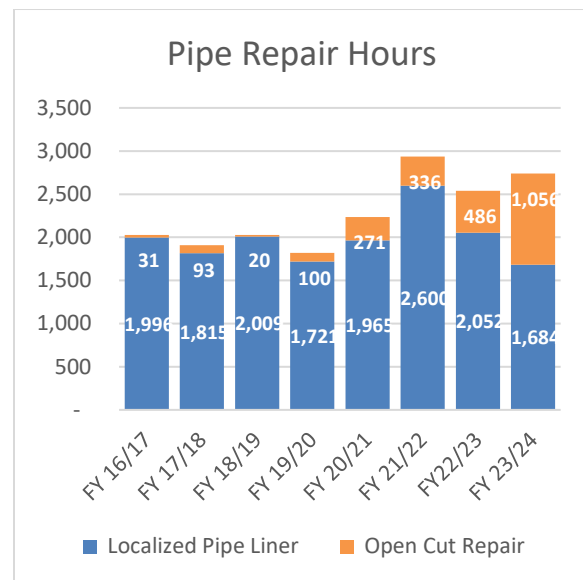 Pipe Repair Hours
3,500
3,000
2,500
2,000
1,500
1,000
500
-
31 93 20 100 271 336 486 1,056
1,996 1,815 2,009 1,721 1,965 2,600 2,052 1,684
FY 16/17 FY 17/18 FY 18/19 FY 19/20 FY 20/21 FY 21/22 FY22/23 FY 23/24
Localized Pipe Liner Open Cut Repair